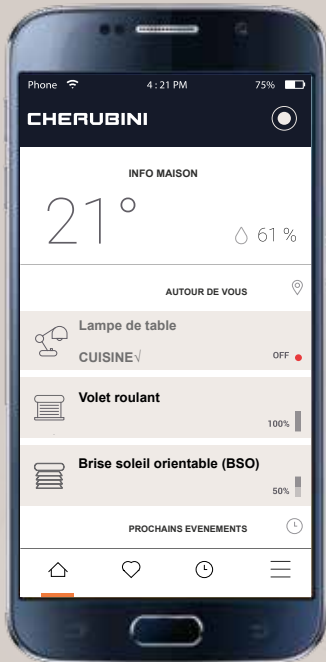 Phone 4:21 PM 75%
CHERUBINI
INFO MAISON
21° 61 %
AUTOUR DE VOUS
Lampe de table
CUISINE√ OFF
Volet roulant
100%
Brise soleil orientable (BSO)
50%
PROCHAINS EVENEMENTS